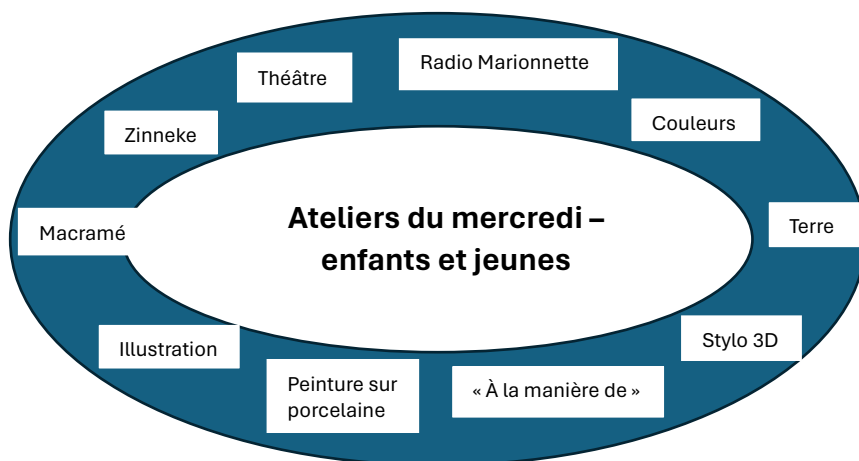 Radio Marionnette
Théâtre
Couleurs
Zinneke
Ateliers du mercredi –
enfants et jeunes
Macramé
Terre
Stylo 3D
Illustration
Peinture sur
porcelaine
« À la manière de »